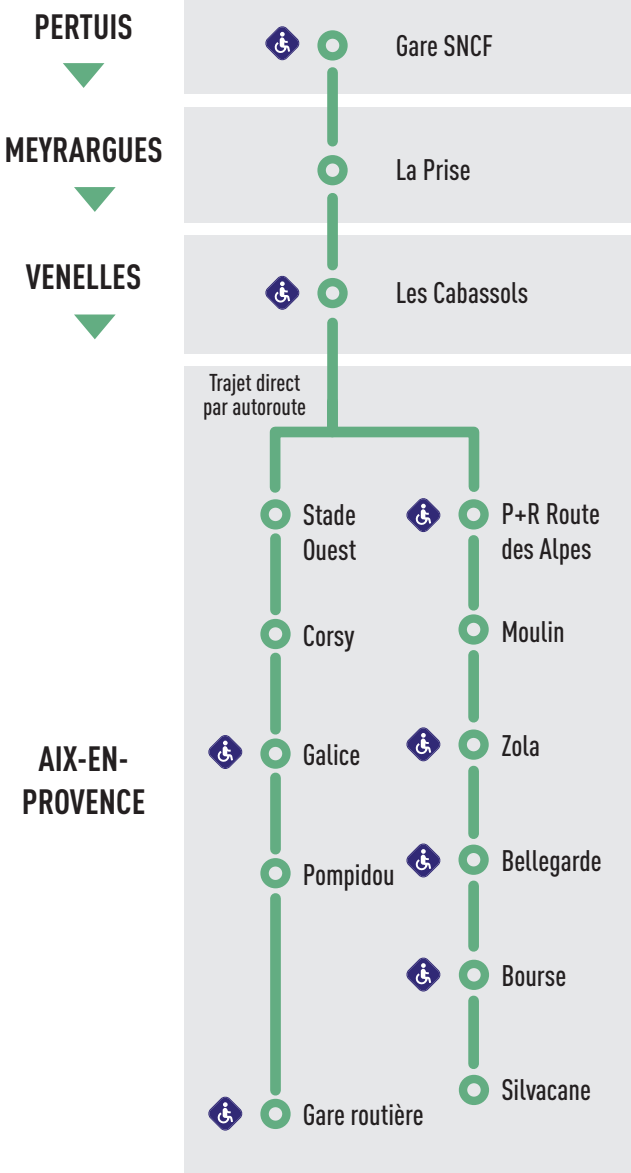 PERTUIS
Gare SNCF
MEYRARGUES
La Prise
VENELLES
Les Cabassols
Trajet direct
par autoroute
AIX-EN-
PROVENCE
Stade
Ouest
Corsy
Galice
Pompidou
Gare routière
P+R Route
des Alpes
Moulin
Zola
Bellegarde
Bourse
Silvacane